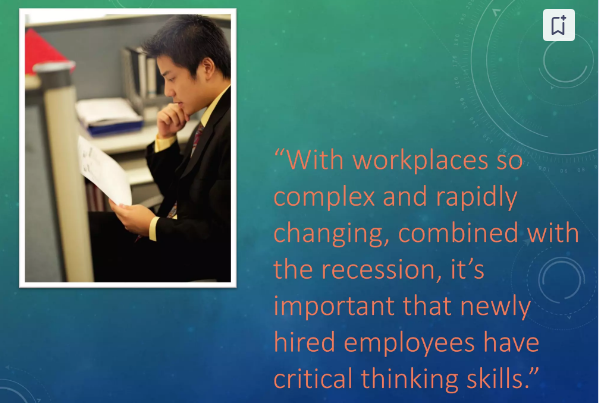 “With workplaces so
complex and rapidly
changing, combined with
the recession, it’s
important that newly
hired employees have
critical thinking skills.”